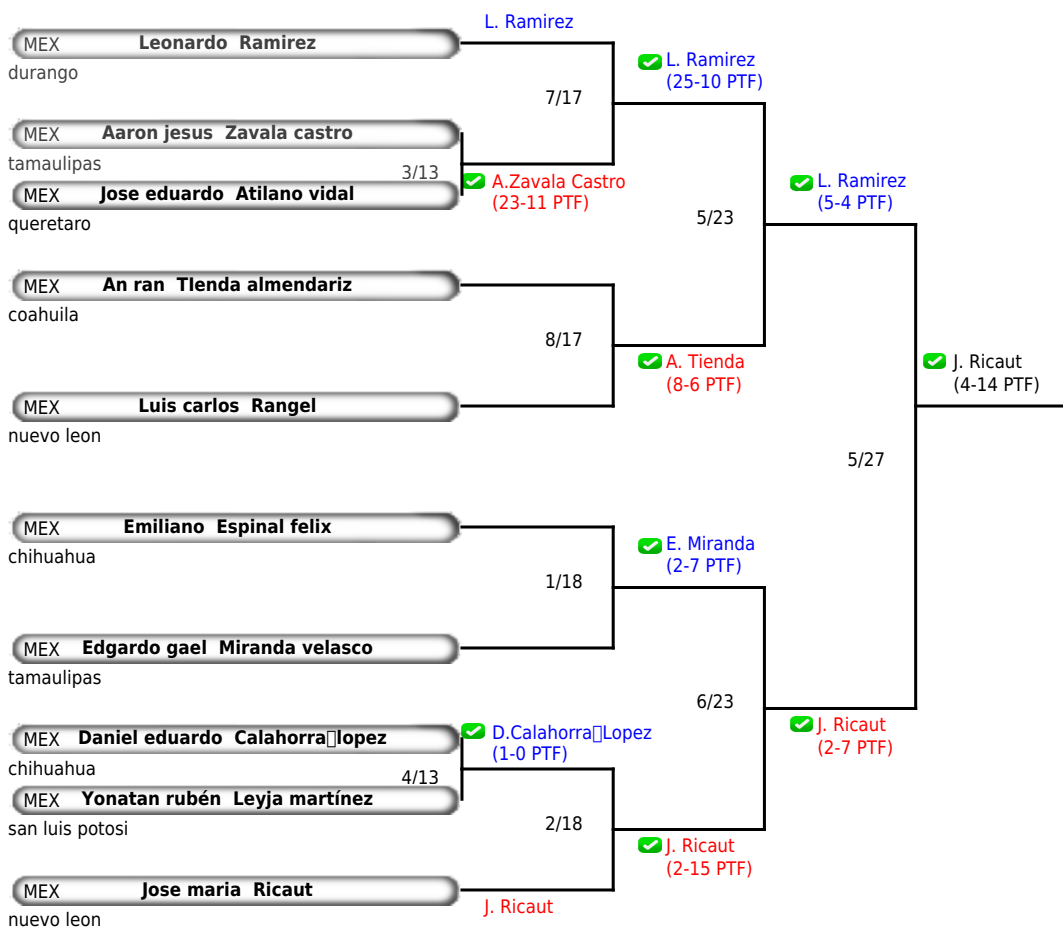 L. Ramirez
MEX Leonardo Ramirez
durango
L. Ramirez
(25-10 PTF)
7/17
MEX Aaron jesus Zavala castro
tamaulipas
3/13
A.Zavala Castro
(23-11 PTF)
MEX Jose eduardo Atilano vidal
queretaro
L. Ramirez
(5-4 PTF)
5/23
MEX An ran TIenda almendariz
coahuila
8/17
A. Tienda
(8-6 PTF)
J. Ricaut
(4-14 PTF)
MEX Luis carlos Rangel
nuevo leon
5/27
MEX Emiliano Espinal felix
chihuahua
E. Miranda
(2-7 PTF)
1/18
MEX Edgardo gael Miranda velasco
tamaulipas
6/23
MEX Daniel eduardo Calahorra▯lopez
chihuahua
D.Calahorra▯Lopez
(1-0 PTF)
J. Ricaut
(2-7 PTF)
4/13
MEX Yonatan rubén Leyja martínez
san luis potosi
2/18
J. Ricaut
(2-15 PTF)
MEX Jose maria Ricaut
nuevo leon
J. Ricaut